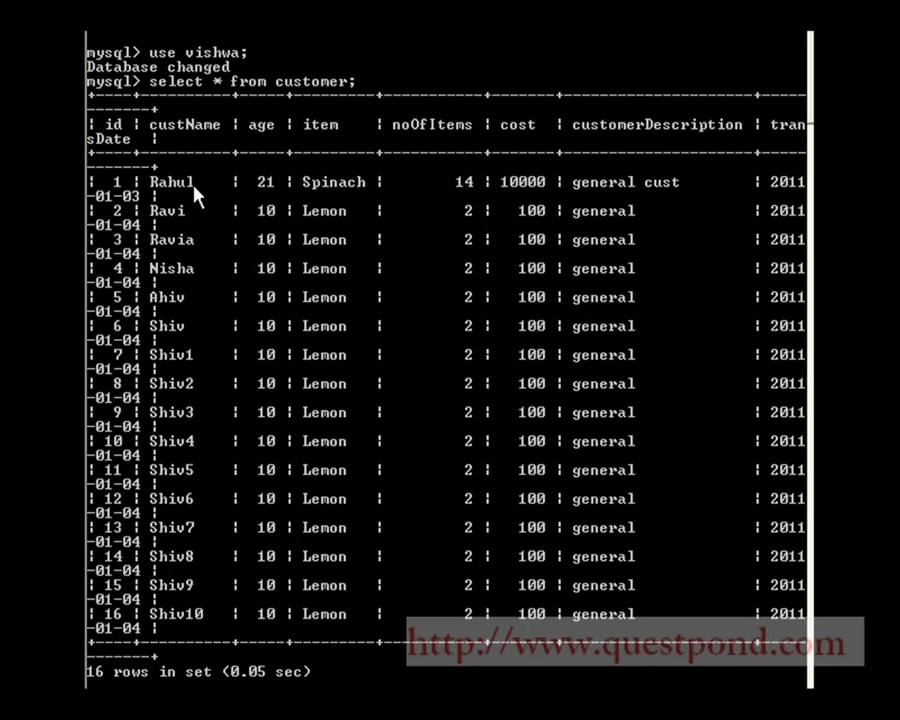 mysql> use vishwa;
Database changed
mysql> select * from customer;
+-----+----------+-----+----------+-----------+-------+---------------------+-----
-------+
| id | custName | age | item | noOfItems | cost | customerDescription | tran
sDate |
+-----+----------+-----+----------+-----------+-------+---------------------+-----
-------+
| 1 | Rahul | 21 | Spinach | 14 | 10000 | general cust | 2011
-01-03 |
| 2 | Ravi | 10 | Lemon | 2 | 100 | general | 2011
-01-04 |
| 3 | Ravia | 10 | Lemon | 2 | 100 | general | 2011
-01-04 |
| 4 | Nisha | 10 | Lemon | 2 | 100 | general | 2011
-01-04 |
| 5 | Ahiv | 10 | Lemon | 2 | 100 | general | 2011
-01-04 |
| 6 | Shiv | 10 | Lemon | 2 | 100 | general | 2011
-01-04 |
| 7 | Shiv1 | 10 | Lemon | 2 | 100 | general | 2011
-01-04 |
| 8 | Shiv2 | 10 | Lemon | 2 | 100 | general | 2011
-01-04 |
| 9 | Shiv3 | 10 | Lemon | 2 | 100 | general | 2011
-01-04 |
| 10 | Shiv4 | 10 | Lemon | 2 | 100 | general | 2011
-01-04 |
| 11 | Shiv5 | 10 | Lemon | 2 | 100 | general | 2011
-01-04 |
| 12 | Shiv6 | 10 | Lemon | 2 | 100 | general | 2011
-01-04 |
| 13 | Shiv7 | 10 | Lemon | 2 | 100 | general | 2011
-01-04 |
| 14 | Shiv8 | 10 | Lemon | 2 | 100 | general | 2011
-01-04 |
| 15 | Shiv9 | 10 | Lemon | 2 | 100 | general | 2011
-01-04 |
| 16 | Shiv10 | 10 | Lemon | 2 | 100 | general | 2011
-01-04 |
+-----+----------+-----+----------+-----------+-------+---------------------+-----
-------+
http://www.questpond.com
16 rows in set (0.05 sec)